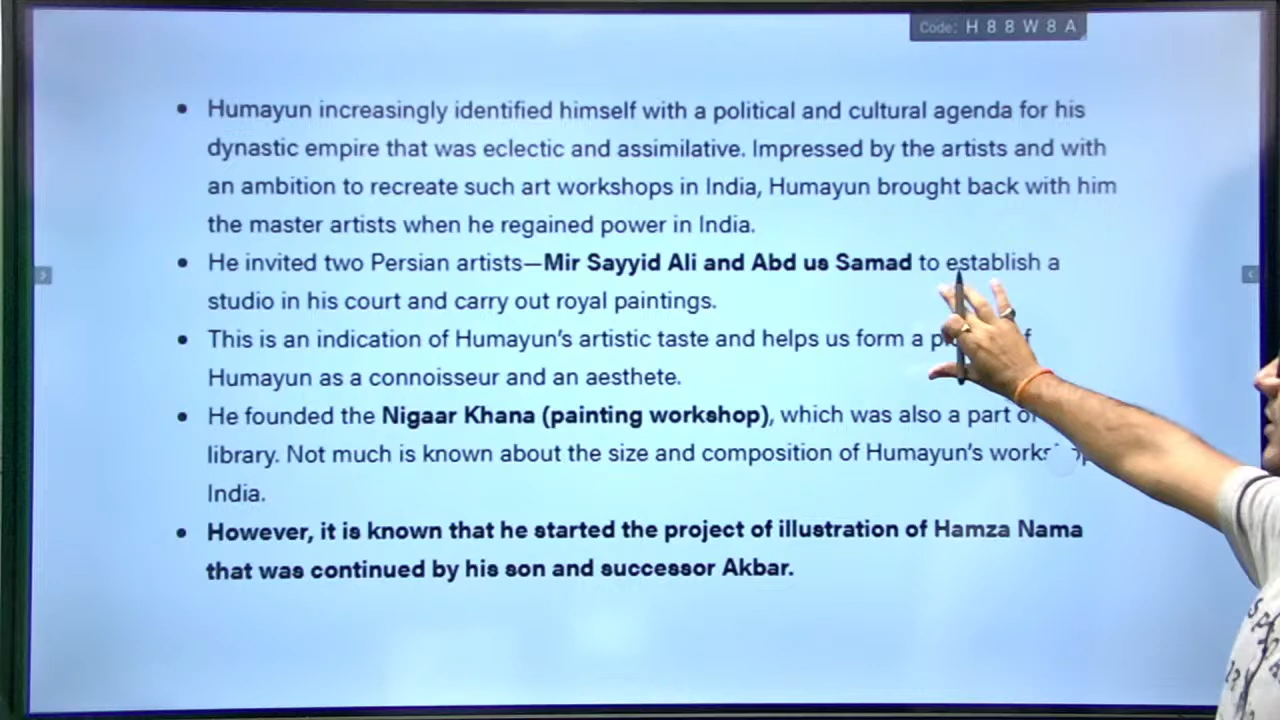 Code: H 8 8 W 8 A
• Humayun increasingly identified himself with a political and cultural agenda for his
dynastic empire that was eclectic and assimilative. Impressed by the artists and with
an ambition to recreate such art workshops in India, Humayun brought back with him
the master artists when he regained power in India.
• He invited two Persian artists—Mir Sayyid Ali and Abd us Samad to establish a
studio in his court and carry out royal paintings.
• This is an indication of Humayun's artistic taste and helps us form a
Humayun as a connoisseur and an aesthete.
• He founded the Nigaar Khana (painting workshop), which was also a part of
library. Not much is known about the size and composition of Humayun's
India.
• However, it is known that he started the project of illustration of Hamza Nama
that was continued by his son and successor Akbar.